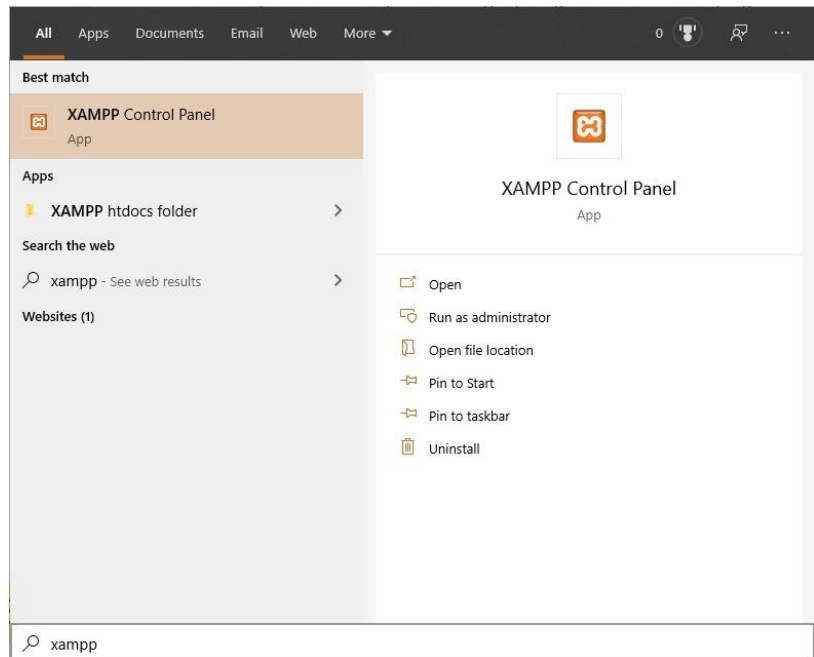 All Apps Documents Email Web More 0 ...
Best match
XAMPP Control Panel
App
Apps
XAMPP htdocs folder
Search the web
xampp - See web results
Websites (1)
XAMPP Control Panel
App
Open
Run as administrator
Open file location
Pin to Start
Pin to taskbar
Uninstall
xampp